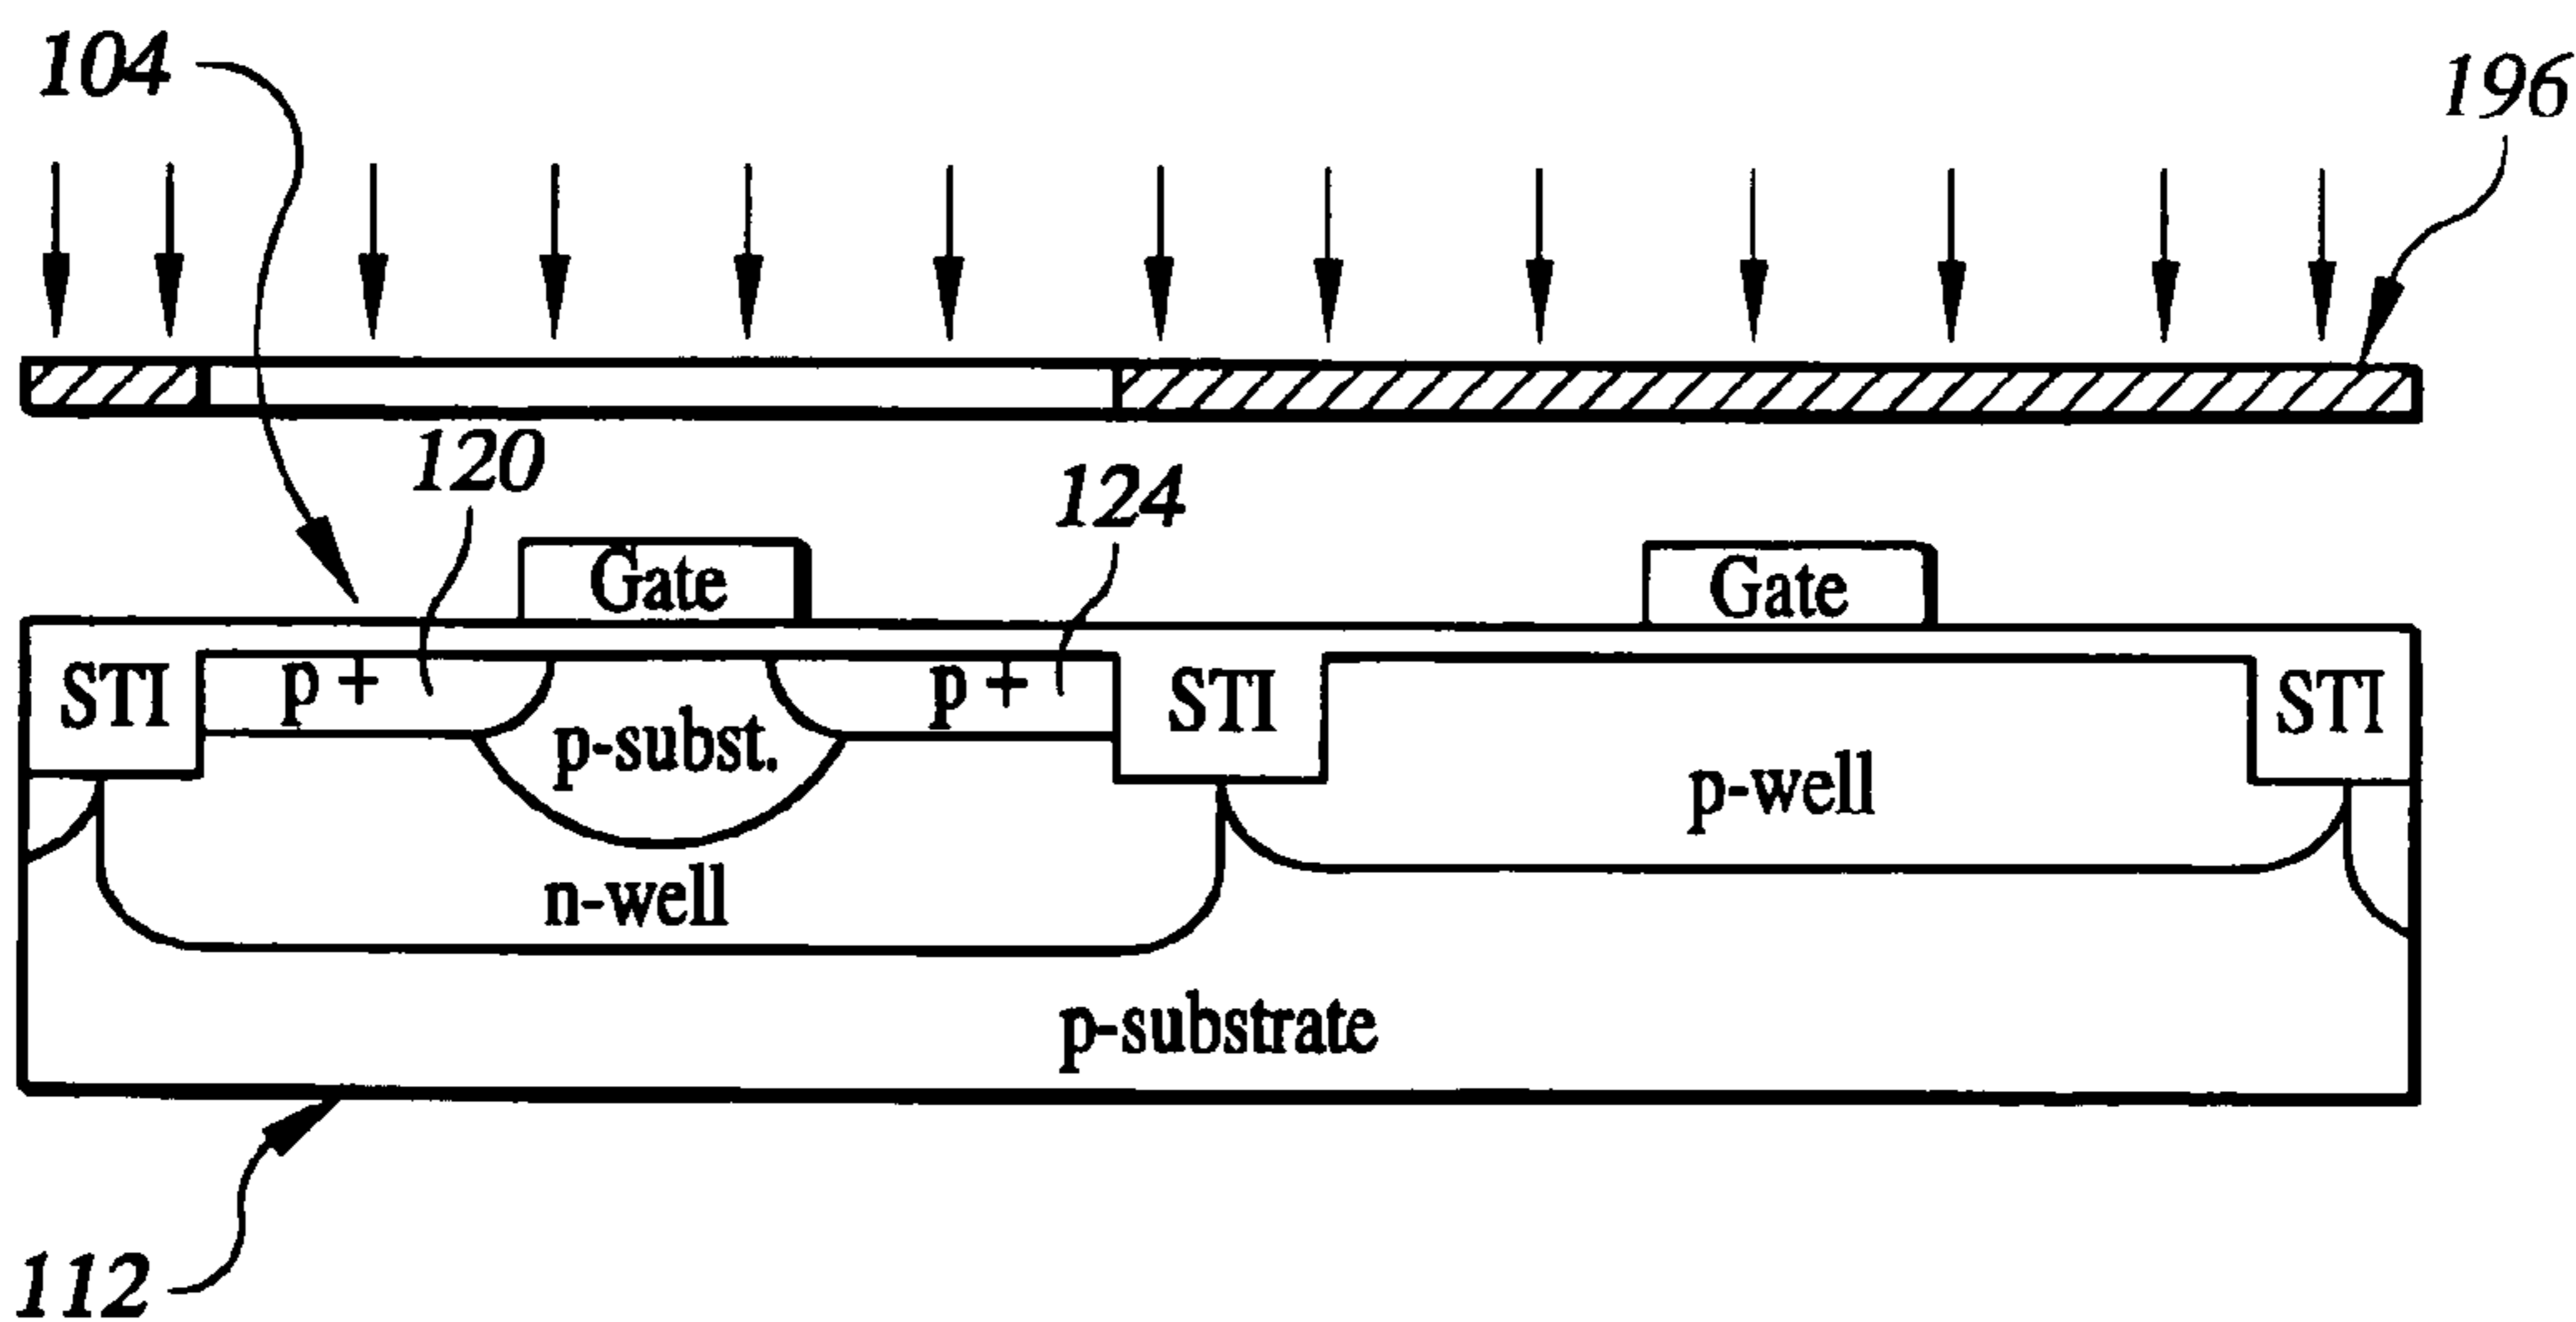 104
196
120
124
Gate
Gate
STI
p +
p +
STI
STI
p-subst.
p-well
n-well
p-substrate
112